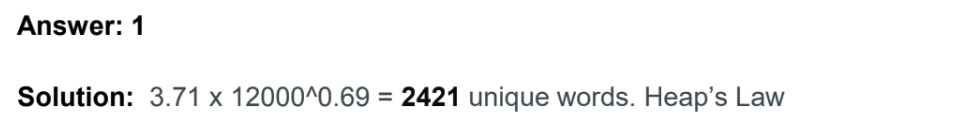 Answer: 1
Solution: 3.71 x 12000^0.69 = 2421 unique words. Heap’s Law